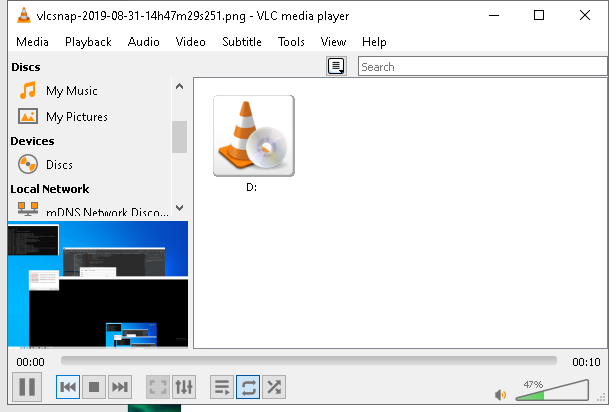 vlcsnap-2019-08-31-14h47m29s251.png - VLC media player
Media Playback Audio Video Subtitle Tools View Help
Discs
Search
My Music
My Pictures
Devices
Discs
Local Network
mDNS Network Disco...
D:
00:00
00:10
47%